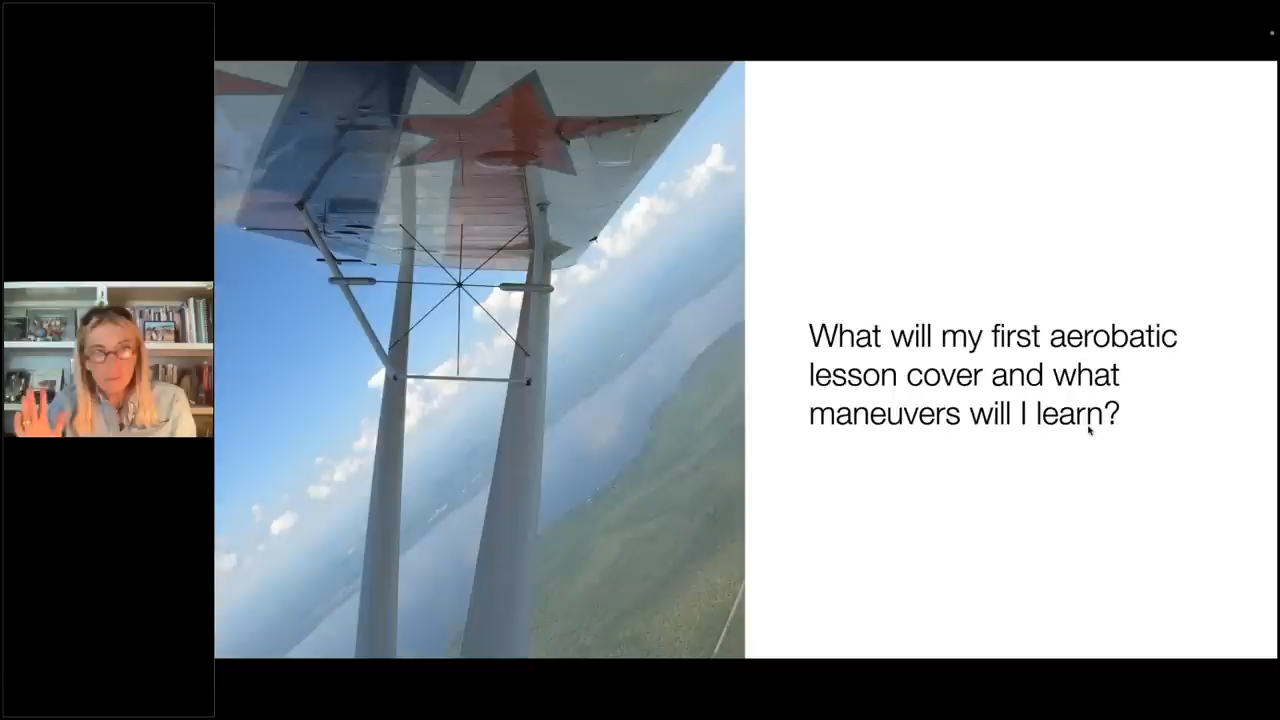 What will my first aerobatic
lesson cover and what
maneuvers will I learn?